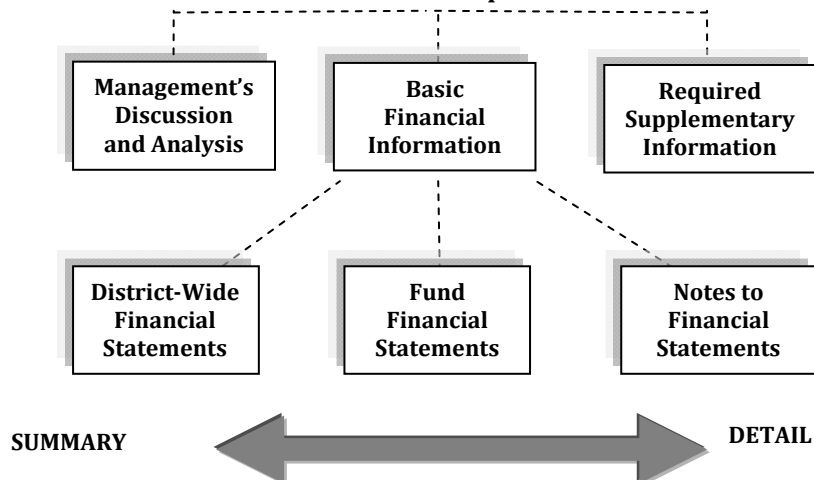 Management’s
Discussion
and Analysis
Basic
Financial
Information
Required
Supplementary
Information
District-Wide
Financial
Statements
Fund
Financial
Statements
Notes to
Financial
Statements
SUMMARY
DETAIL